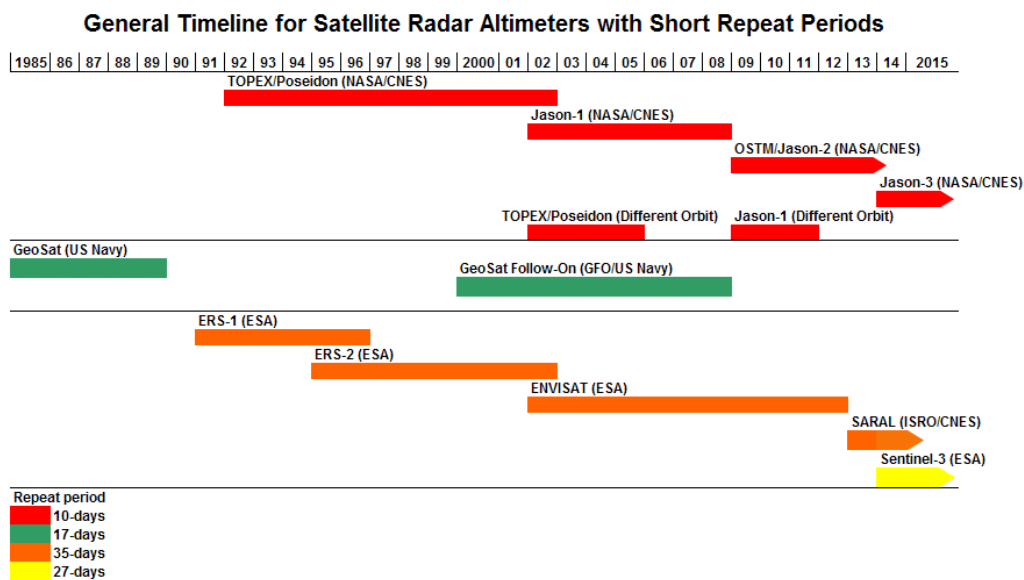 General Timeline for Satellite Radar Altimeters with Short Repeat Periods
1985 86 87 88 89 90 91 92 93 94 95 96 97 98 99 2000 01 02 03 04 05 06 07 08 09 10 11 12 13 14 2015
TOPEX/Poseidon (NASA/CNES)
Jason-1 (NASA/CNES)
OSTM/Jason-2 (NASA/CNES)
Jason-3 (NASA/CNES)
TOPEX/Poseidon (Different Orbit) Jason-1 (Different Orbit)
GeoSat (US Navy)
GeoSat Follow-On (GFO/US Navy)
ERS-1 (ESA)
ERS-2 (ESA)
ENVISAT (ESA)
SARAL (ISRO/CNES)
Sentinel-3 (ESA)
Repeat period
10-days
17-days
35-days
27-days